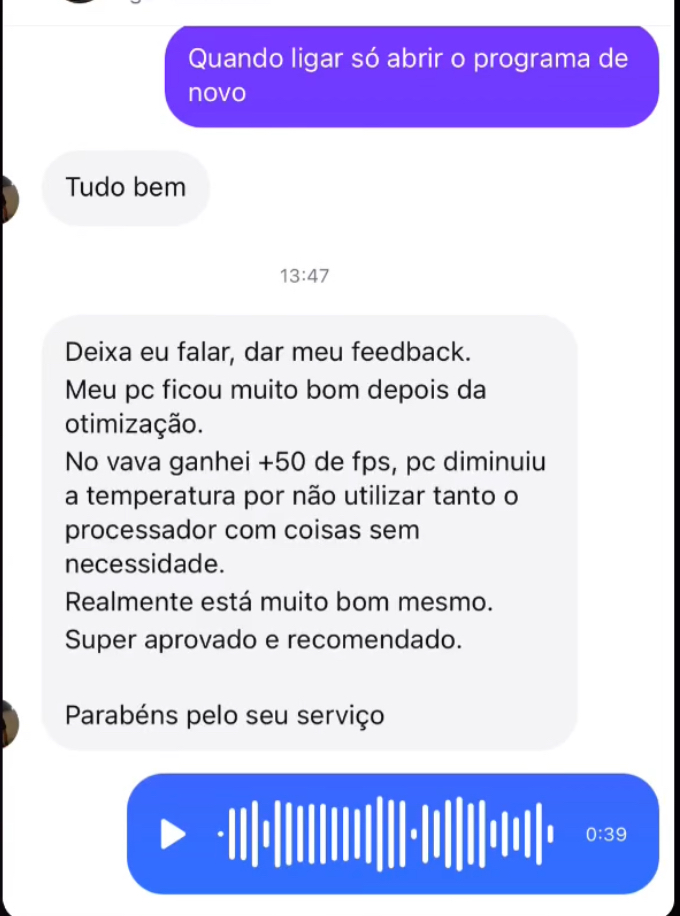 Quando ligar só abrir o programa de
novo
Tudo bem
13:47
Deixa eu falar, dar meu feedback.
Meu pc ficou muito bom depois da
otimização.
No vava ganhei +50 de fps, pc diminuiu
a temperatura por não utilizar tanto o
processador com coisas sem
necessidade.
Realmente está muito bom mesmo.
Super aprovado e recomendado.
Parabéns pelo seu serviço
0:39